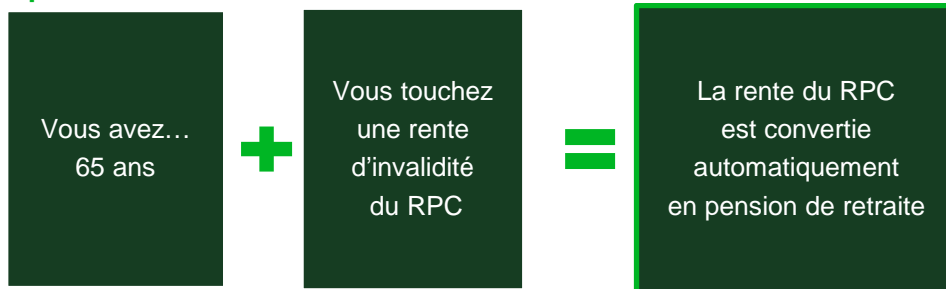 Vous avez…
65 ans
Vous touchez
une rente
d'invalidité
du RPC
La rente du RPC
est convertie
automatiquement
en pension de retraite